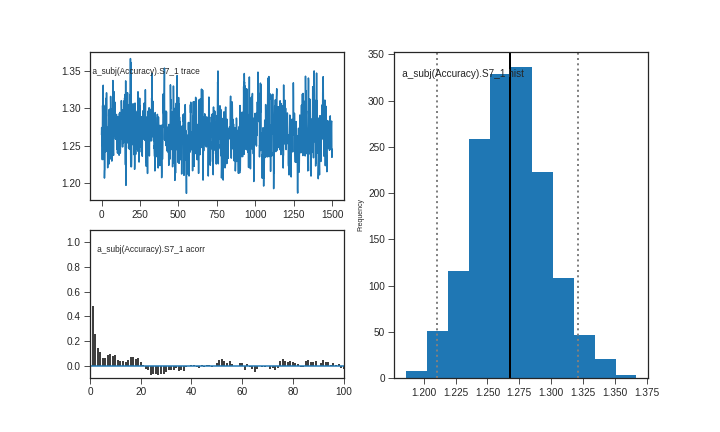 a_subj(Accuracy).S7_1 trace
1.35
1.30
1.25
1.20
0 250 500 750 1000 1250 1500
a_subj(Accuracy).S7_1 acorr
1.0
0.8
0.6
0.4
0.2
0.0
0 20 40 60 80 100
a_subj(Accuracy).S7_1 hist
Frequency
350
300
250
200
150
100
50
0
1.200 1.225 1.250 1.275 1.300 1.325 1.350 1.375